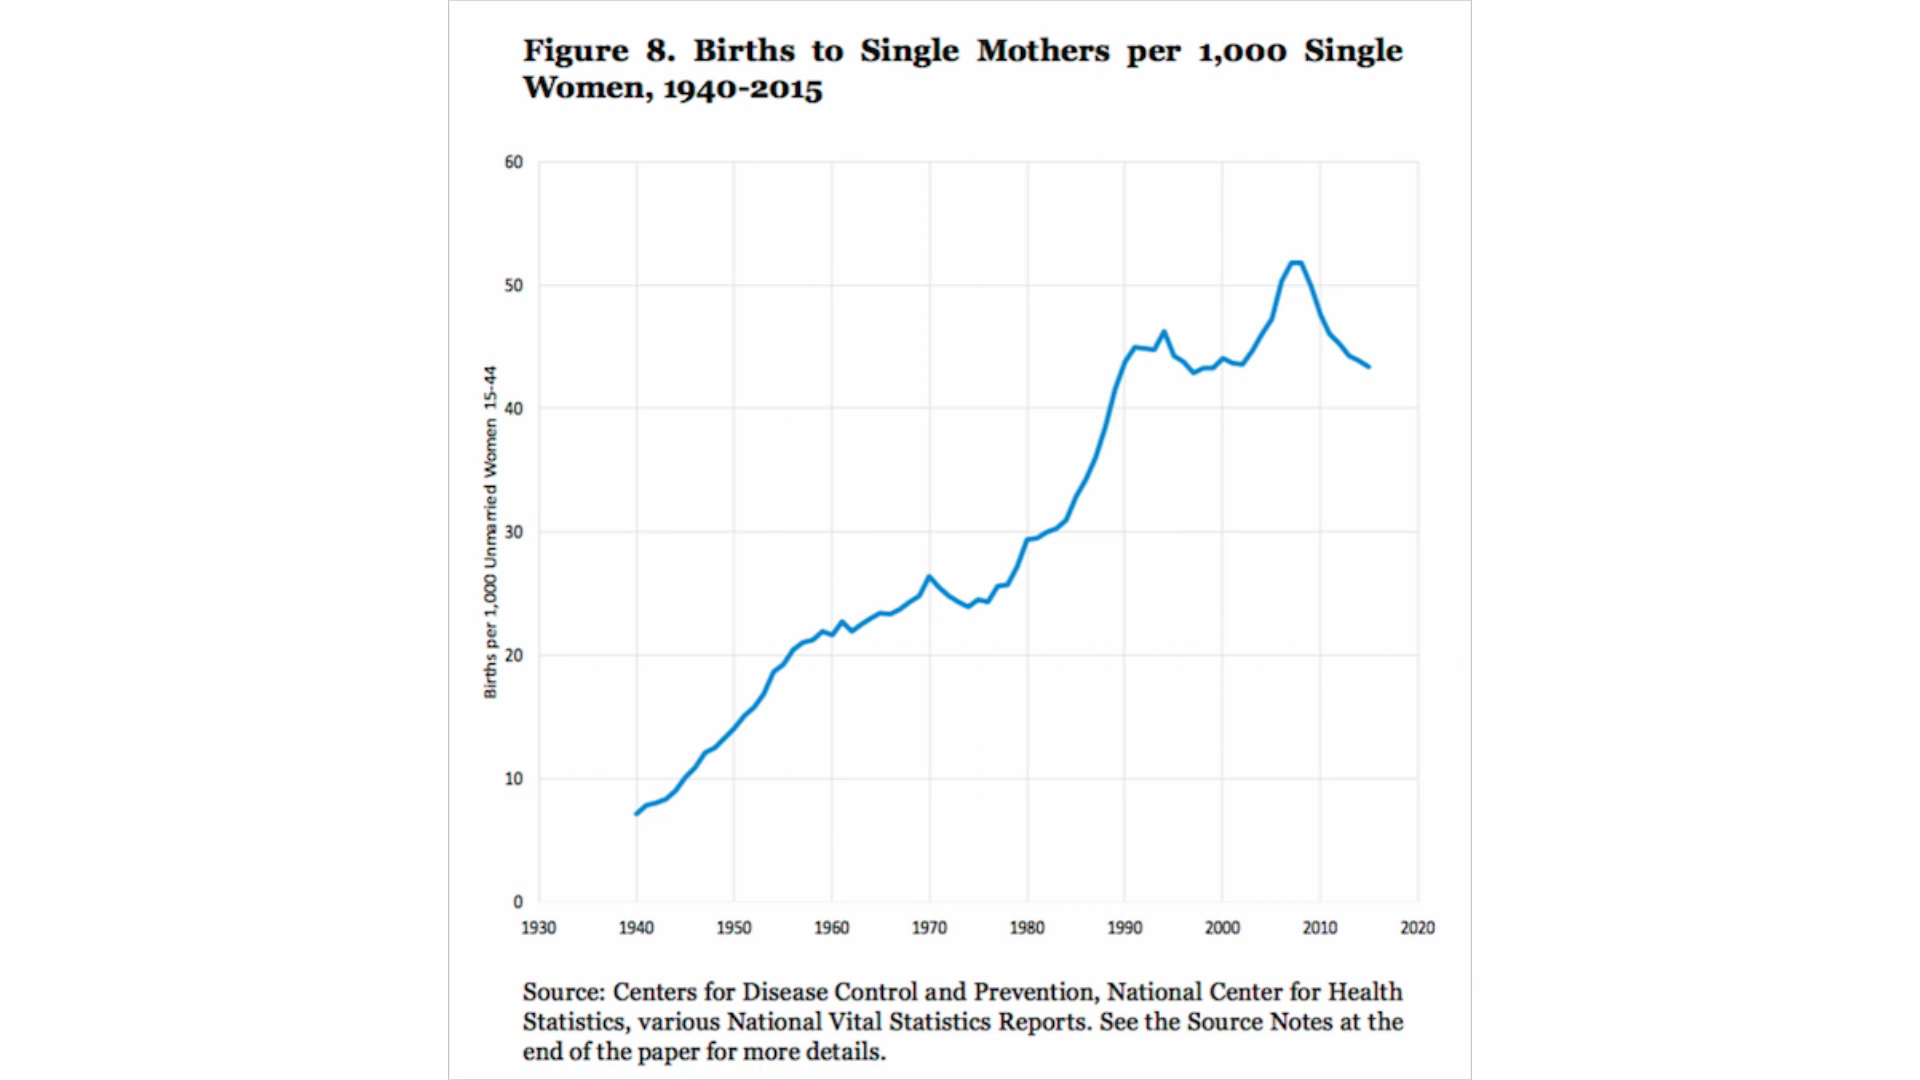 Figure 8. Births to Single Mothers per 1,000 Single
Women, 1940-2015
60
50
40
30
20
10
0
Births per 1,000 Unmarried Women 15-44
1930 1940 1950 1960 1970 1980 1990 2000 2010 2020
Source: Centers for Disease Control and Prevention, National Center for Health
Statistics, various National Vital Statistics Reports. See the Source Notes at the
end of the paper for more details.